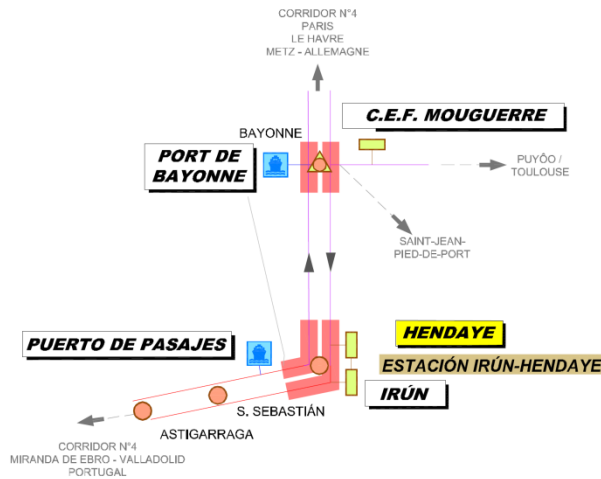 CORRIDOR N°4
PARIS
LE HAVRE
METZ - ALLEMAGNE
C.E.F. MOUGUERRE
BAYONNE
PORT DE
BAYONNE
PUYÔO /
TOULOUSE
SAINT-JEAN-
PIED-DE-PORT
HENDAYE
PUERTO DE PASAJES
ESTACIÓN IRÚN-HENDAYE
IRÚN
S. SEBASTIÁN
ASTIGARRAGA
CORRIDOR N°4
MIRANDA DE EBRO - VALLADOLID
PORTUGAL